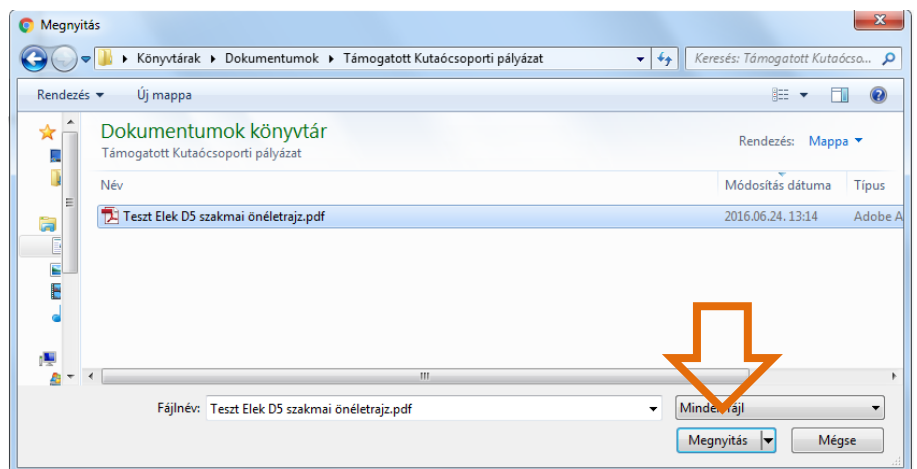 Megnyitás
Könyvtárak Dokumentumok Támogatott Kutaócsoporti pályázat Keresés: Támogatott Kutaócso...
Rendezés Új mappa
Dokumentumok könyvtár
Támogatott Kutaócsoporti pályázat
Rendezés: Mappa
Név Módosítás dátuma Típus
Teszt Elek D5 szakmai önéletrajz.pdf 2016.06.24. 13:14 Adobe A
Fájlnév: Teszt Elek D5 szakmai önéletrajz.pdf Minden fájl
Megnyitás Mégse